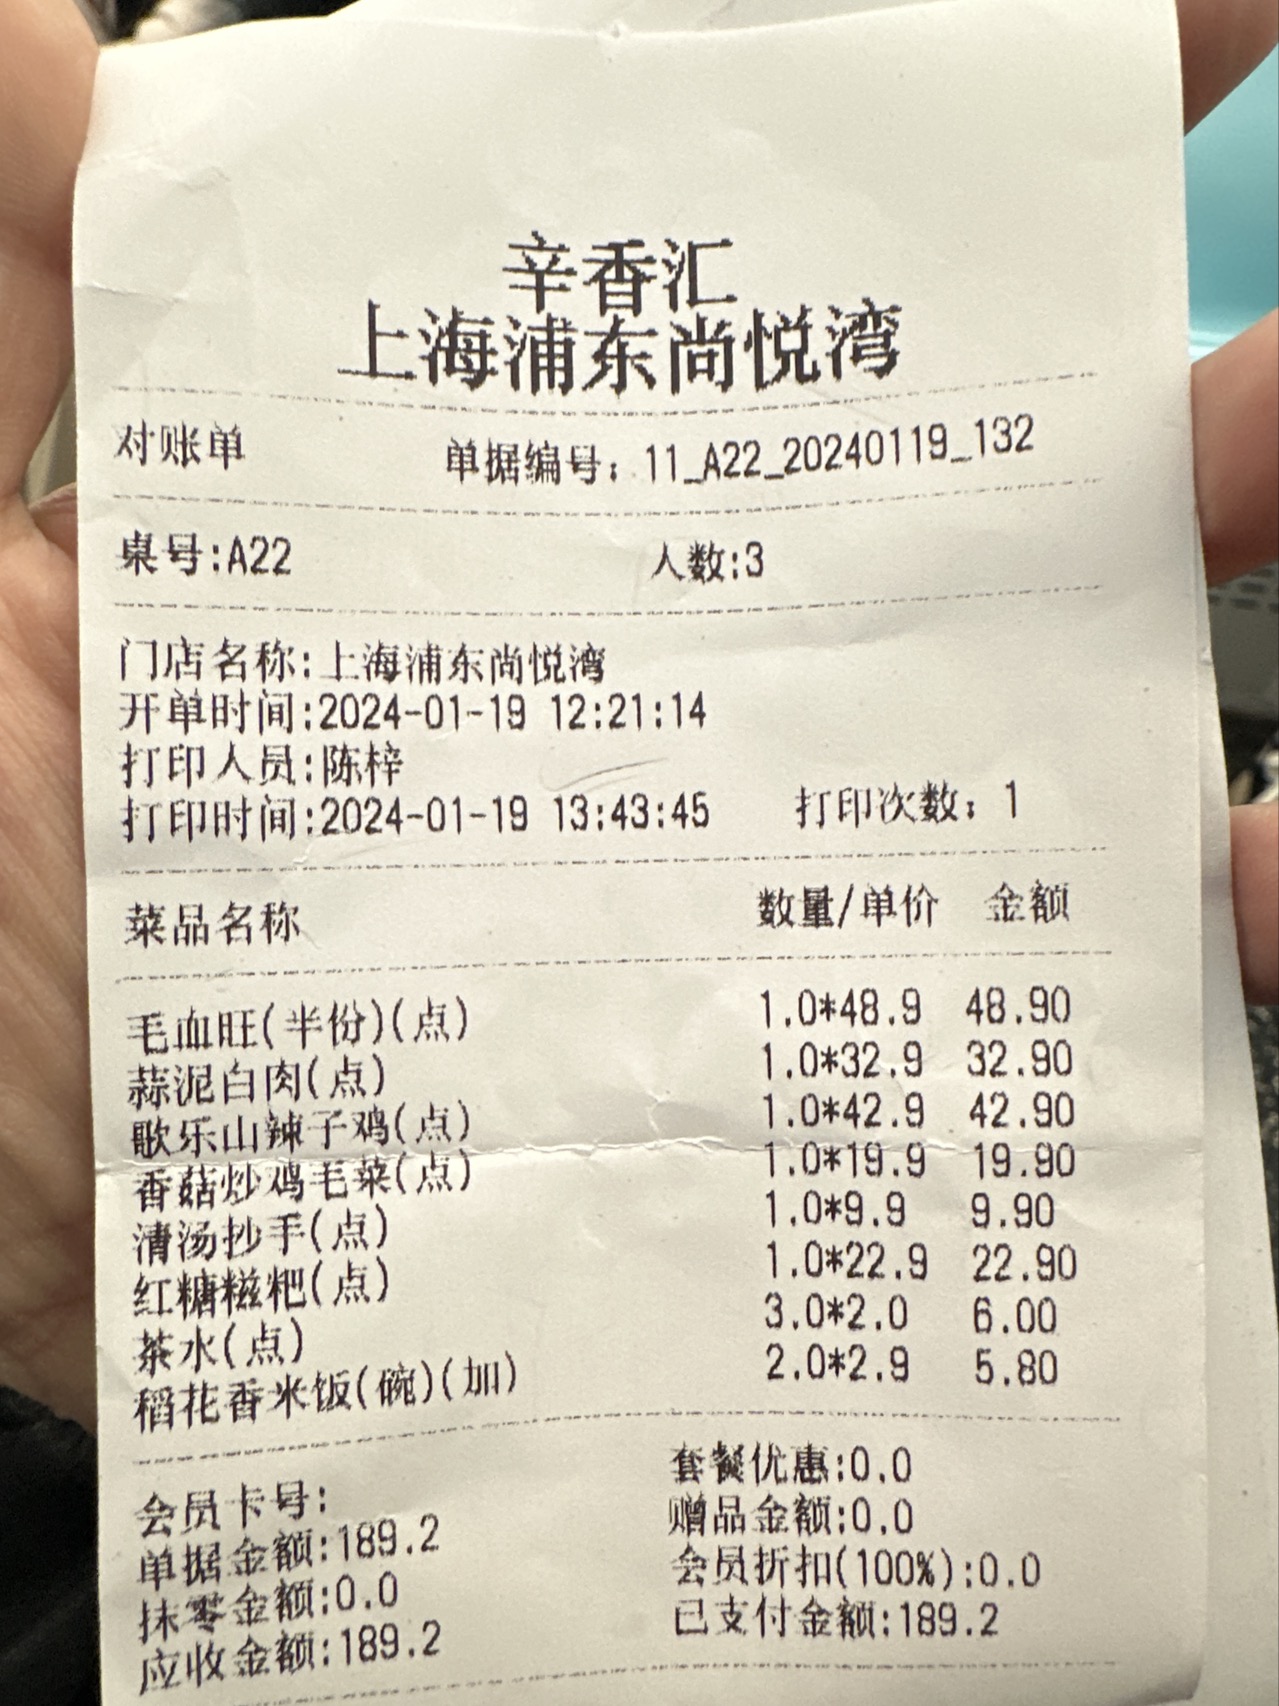 辛香汇
上海浦东尚悦湾
对账单 单据编号：11_A22_20240119_132
桌号:A22 人数:3
门店名称:上海浦东尚悦湾
开单时间:2024-01-19 12:21:14
打印人员:陈梓
打印时间:2024-01-19 13:43:45 打印次数：1
菜品名称 数量/单价 金额
毛血旺(半份)(点) 1.0*48.9 48.90
蒜泥白肉(点) 1.0*32.9 32.90
歌乐山辣子鸡(点) 1.0*42.9 42.90
香菇炒鸡毛菜(点) 1.0*19.9 19.90
清汤抄手(点) 1.0*9.9 9.90
红糖糍粑(点) 1.0*22.9 22.90
茶水(点) 3.0*2.0 6.00
稻花香米饭(碗)(加) 2.0*2.9 5.80
会员卡号: 套餐优惠:0.0
单据金额:189.2 赠品金额:0.0
抹零金额:0.0 会员折扣(100%):0.0
应收金额:189.2 已支付金额:189.2